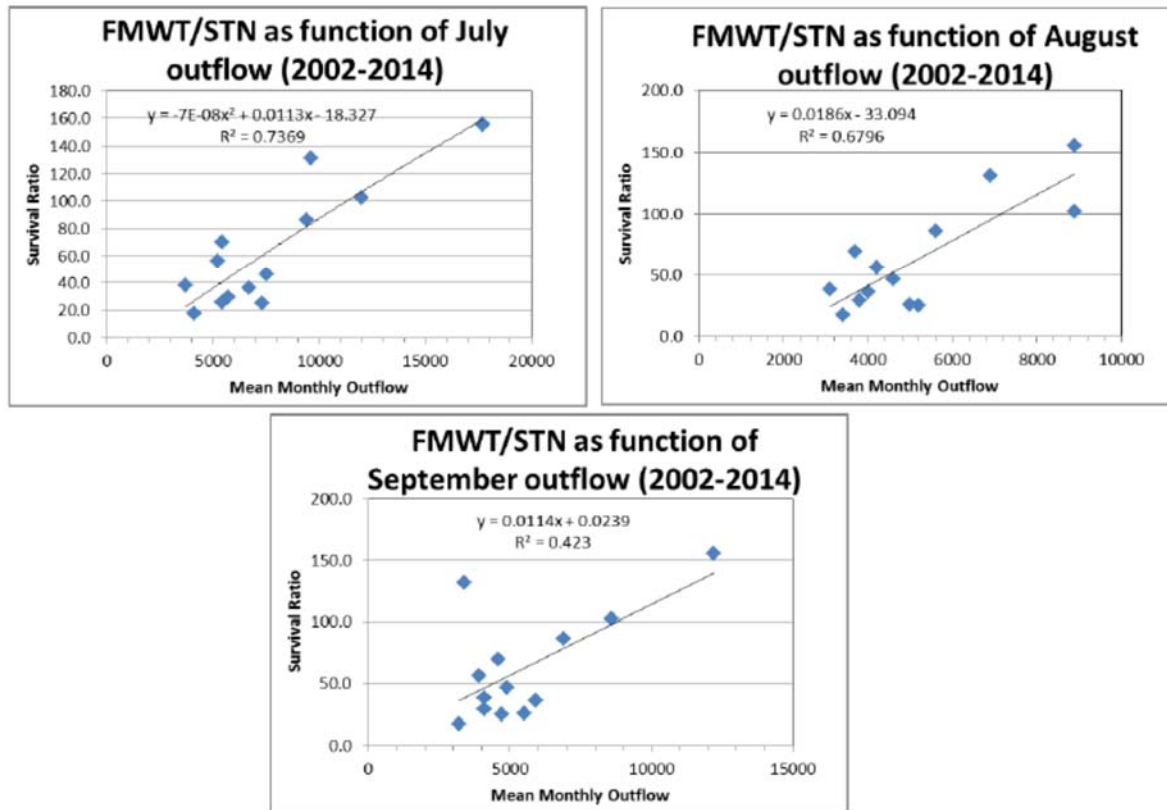 FMWT/STN as function of July
outflow (2002-2014)
180.0
y = -7E-08x² + 0.0113x - 18.327
160.0
R² = 0.7369
140.0
120.0
100.0
80.0
60.0
40.0
20.0
0.0
Survival Ratio
0 5000 10000 15000 20000
Mean Monthly Outflow
FMWT/STN as function of August
outflow (2002-2014)
200.0
y = 0.0186x - 33.094
R² = 0.6796
150.0
100.0
50.0
0.0
Survival Ratio
0 2000 4000 6000 8000 10000
Mean Monthly Outflow
FMWT/STN as function of
September outflow (2002-2014)
200.0
y = 0.0114x + 0.0239
R² = 0.423
150.0
100.0
50.0
0.0
Survival Ratio
0 5000 10000 15000
Mean Monthly Outflow